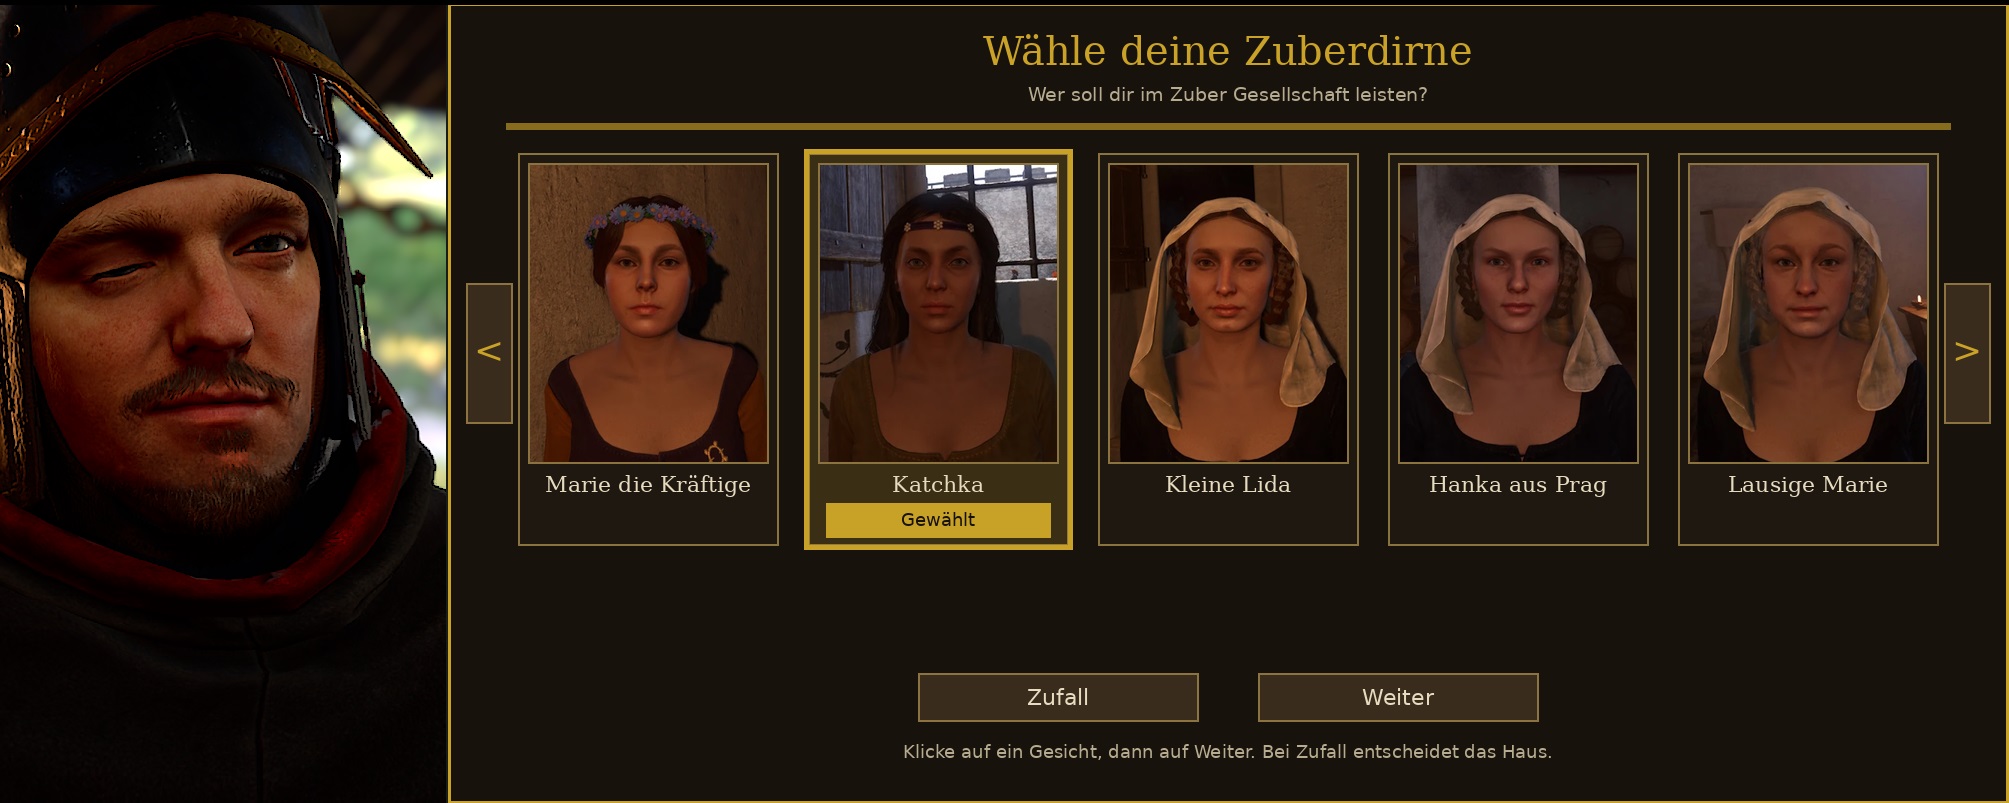 Wähle deine Zuberdirne
Wer soll dir im Zuber Gesellschaft leisten?
<
>
Marie die Kräftige
Katchka
Kleine Lida
Hanka aus Prag
Lausige Marie
Gewählt
Zufall
Weiter
Klicke auf ein Gesicht, dann auf Weiter. Bei Zufall entscheidet das Haus.